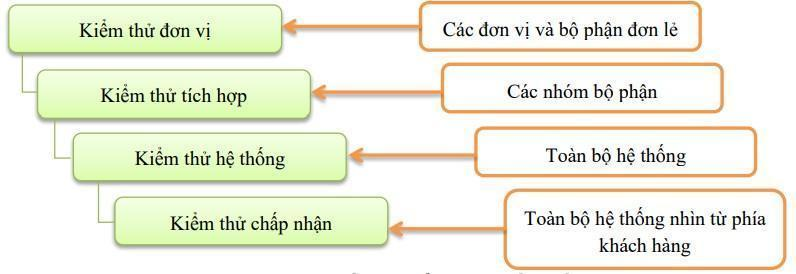 Kiểm thử đơn vị
Các đơn vị và bộ phận đơn lẻ
Kiểm thử tích hợp
Các nhóm bộ phận
Kiểm thử hệ thống
Toàn bộ hệ thống
Kiểm thử chấp nhận
Toàn bộ hệ thống nhìn từ phía
khách hàng